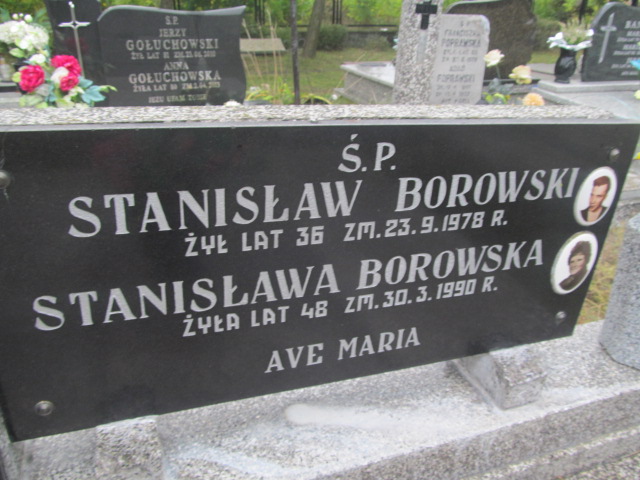 Ś.P.
JERZY
GOŁUCHOWSKI
ANNA
GOŁUCHOWSKA
Ś.P.
STANISŁAW BOROWSKI
ŻYŁ LAT 36 ZM. 23.9.1978 R.
STANISŁAWA BOROWSKA
ŻYŁA LAT 48 ZM. 30.3.1990 R.
AVE MARIA